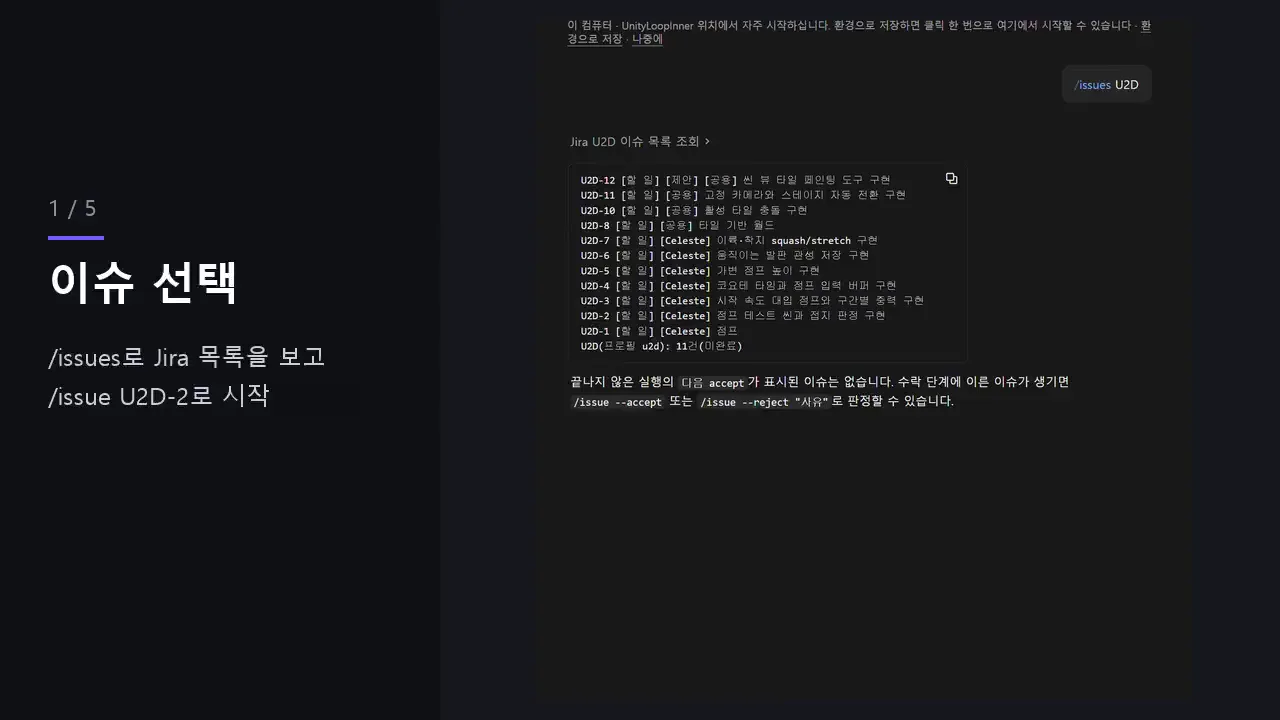 1 / 5
이슈 선택
/issues로 Jira 목록을 보고
/issue U2D-2로 시작
이 컴퓨터 · UnityLoopInner 위치에서 자주 시작하십니다. 환경으로 저장하면 클릭 한 번으로 여기에서 시작할 수 있습니다 · 환
경으로 저장 · 나중에
/issues U2D
Jira U2D 이슈 목록 조회 >
U2D-12 [할 일] [제안] [공용] 씬 뷰 타일 페인팅 도구 구현
U2D-11 [할 일] [공용] 고정 카메라와 스테이지 자동 전환 구현
U2D-10 [할 일] [공용] 활성 타일 충돌 구현
U2D-8 [할 일] [공용] 타일 기반 월드
U2D-7 [할 일] [Celeste] 이륙·착지 squash/stretch 구현
U2D-6 [할 일] [Celeste] 움직이는 발판 관성 저장 구현
U2D-5 [할 일] [Celeste] 가변 점프 높이 구현
U2D-4 [할 일] [Celeste] 코요테 타임과 점프 입력 버퍼 구현
U2D-3 [할 일] [Celeste] 시작 속도 대입 점프와 구간별 중력 구현
U2D-2 [할 일] [Celeste] 점프 테스트 씬과 접지 판정 구현
U2D-1 [할 일] [Celeste] 점프
U2D(프로필 u2d): 11건(미완료)
끝나지 않은 실행의 다음 accept가 표시된 이슈는 없습니다. 수락 단계에 이른 이슈가 생기면
/issue --accept 또는 /issue --reject "사유"로 판정할 수 있습니다.